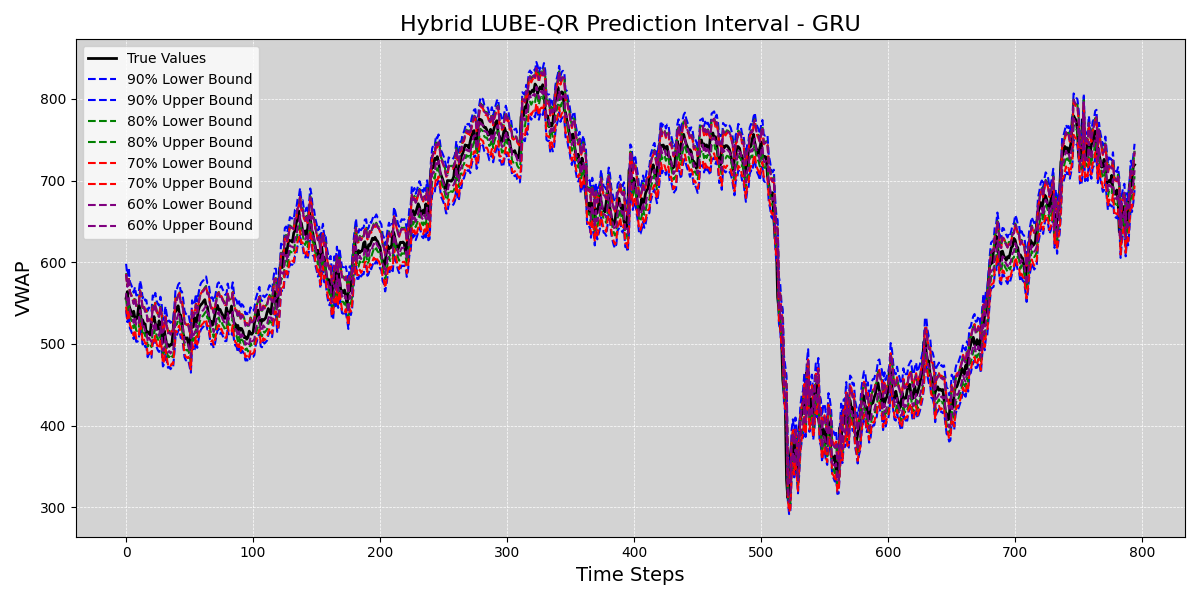 Hybrid LUBE-QR Prediction Interval - GRU
True Values
90% Lower Bound
90% Upper Bound
80% Lower Bound
80% Upper Bound
70% Lower Bound
70% Upper Bound
60% Lower Bound
60% Upper Bound
VWAP
800
700
600
500
400
300
0 100 200 300 400 500 600 700 800
Time Steps